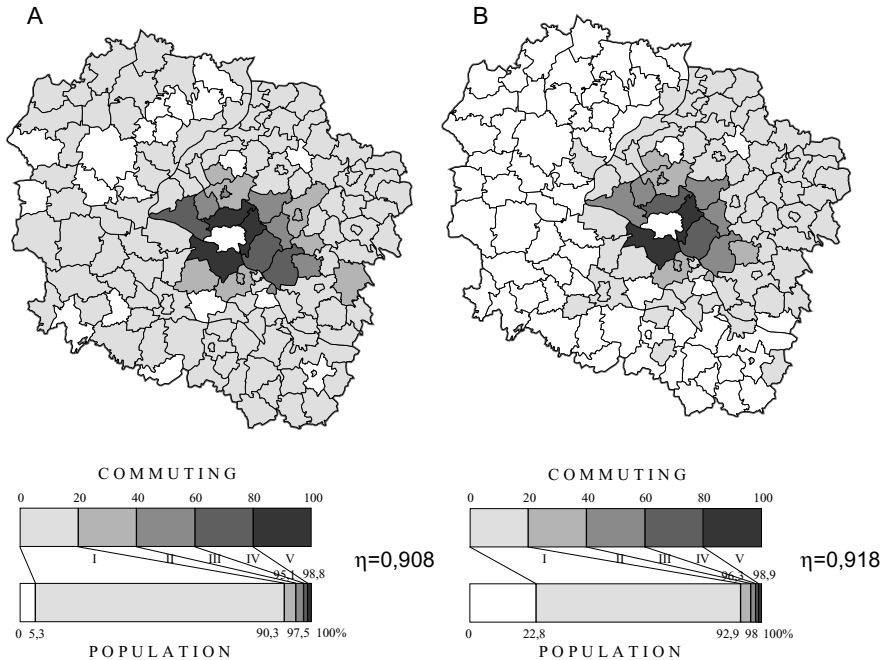 A B
COMMUTING COMMUTING
0 20 40 60 80 100 0 20 40 60 80 100
I II III IV V I II III IV V
η=0,908 η=0,918
95,1 98,8 98,9
0 5,3 90,3 97,5 100% 0 22,8 92,9 98 100%
POPULATION POPULATION